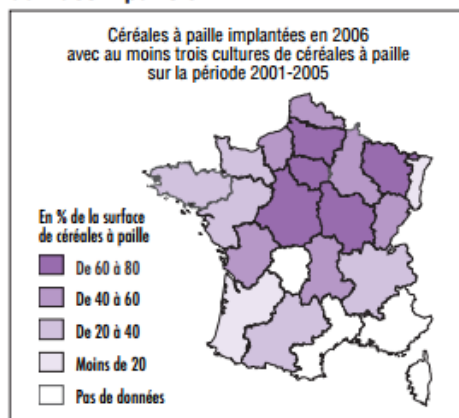 Céréales à paille implantées en 2006
avec au moins trois cultures de céréales à paille
sur la période 2001-2005
En % de la surface
de céréales à paille
De 60 à 80
De 40 à 60
De 20 à 40
Moins de 20
Pas de données